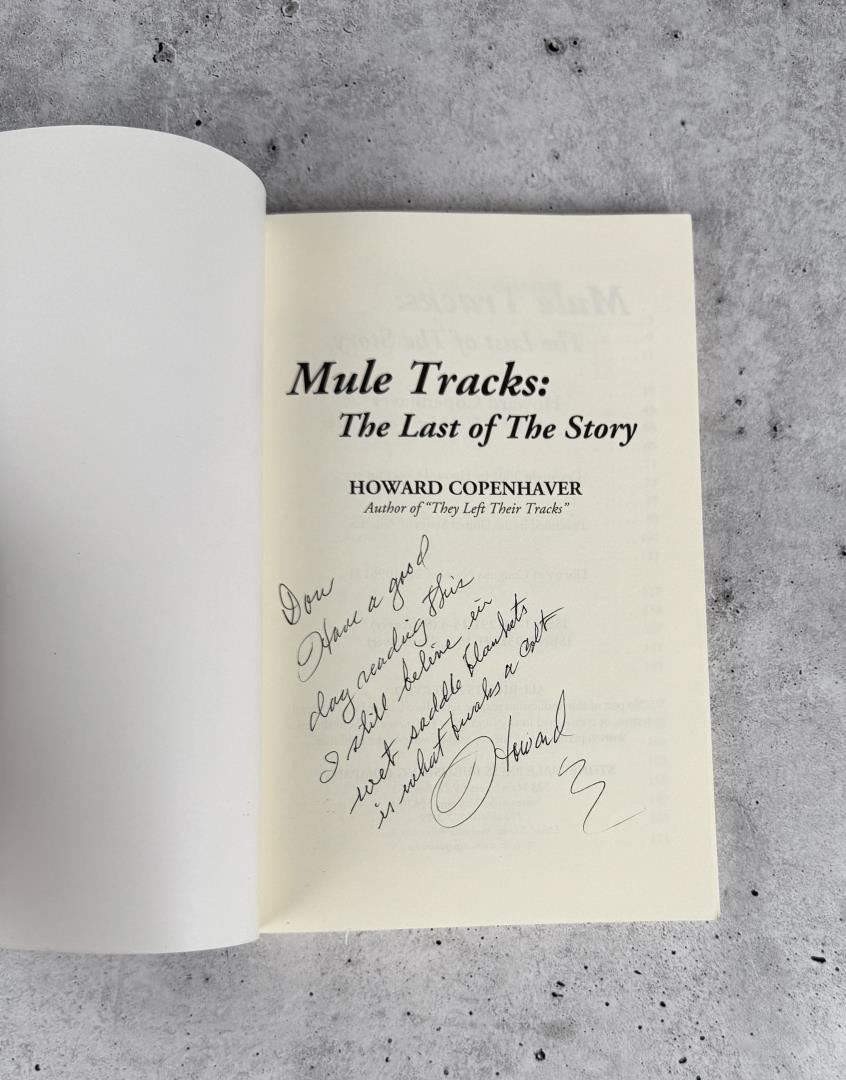 Mule Tracks:
The Last of The Story
HOWARD COPENHAVER
Author of "They Left Their Tracks"
Don
Have a good
day reading this
I still believe in
wet saddle blankets
is what breaks a colt
Howard